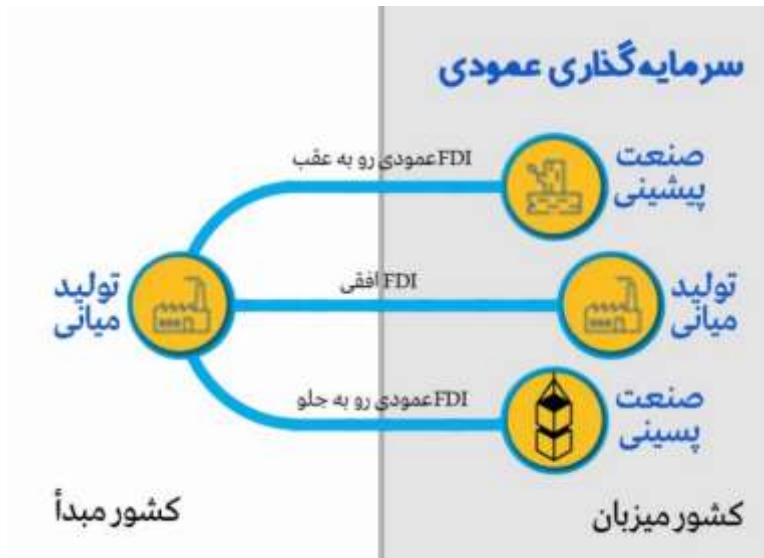 سرمایه‌گذاری عمودی
صنعت
پیشینی
FDI عمودی رو به عقب
تولید
میانی
FDI افقی
تولید
میانی
صنعت
پسینی
FDI عمودی رو به جلو
کشور میزبان
کشور مبدأ